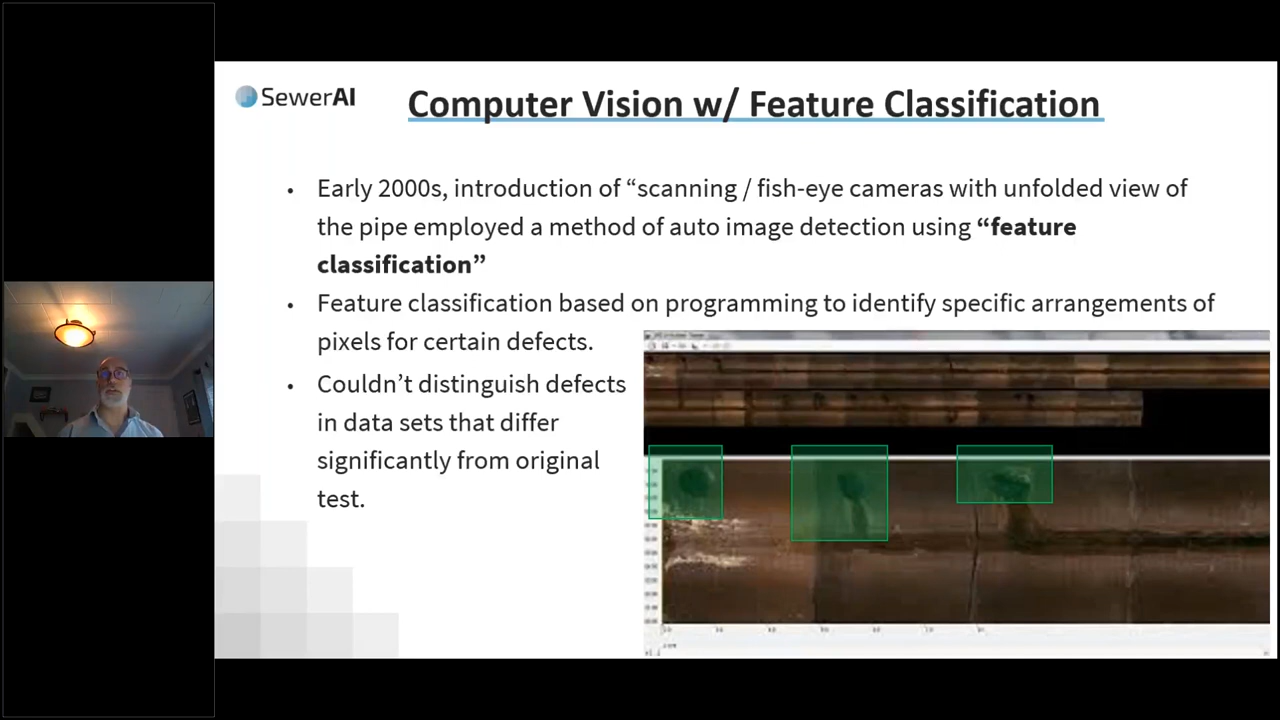 SewerAI
Computer Vision w/ Feature Classification
• Early 2000s, introduction of “scanning / fish-eye cameras with unfolded view of
the pipe employed a method of auto image detection using “feature
classification”
• Feature classification based on programming to identify specific arrangements of
pixels for certain defects.
• Couldn’t distinguish defects
in data sets that differ
significantly from original
test.